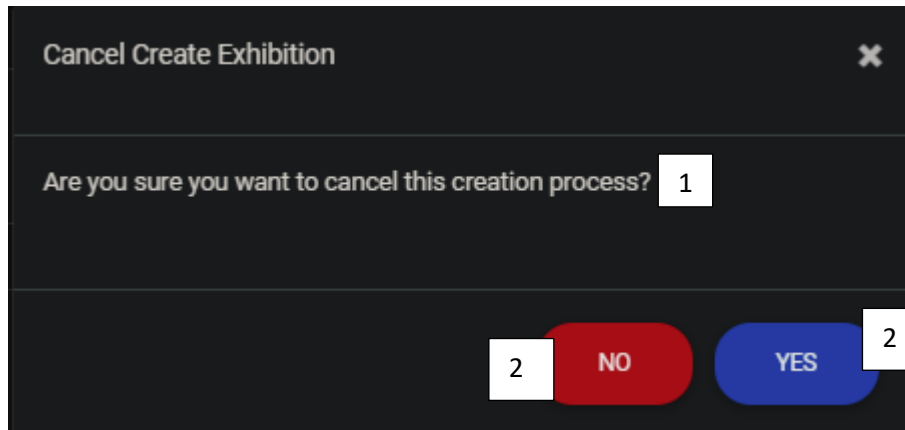 Cancel Create Exhibition ✖
Are you sure you want to cancel this creation process? 1
2 NO YES 2